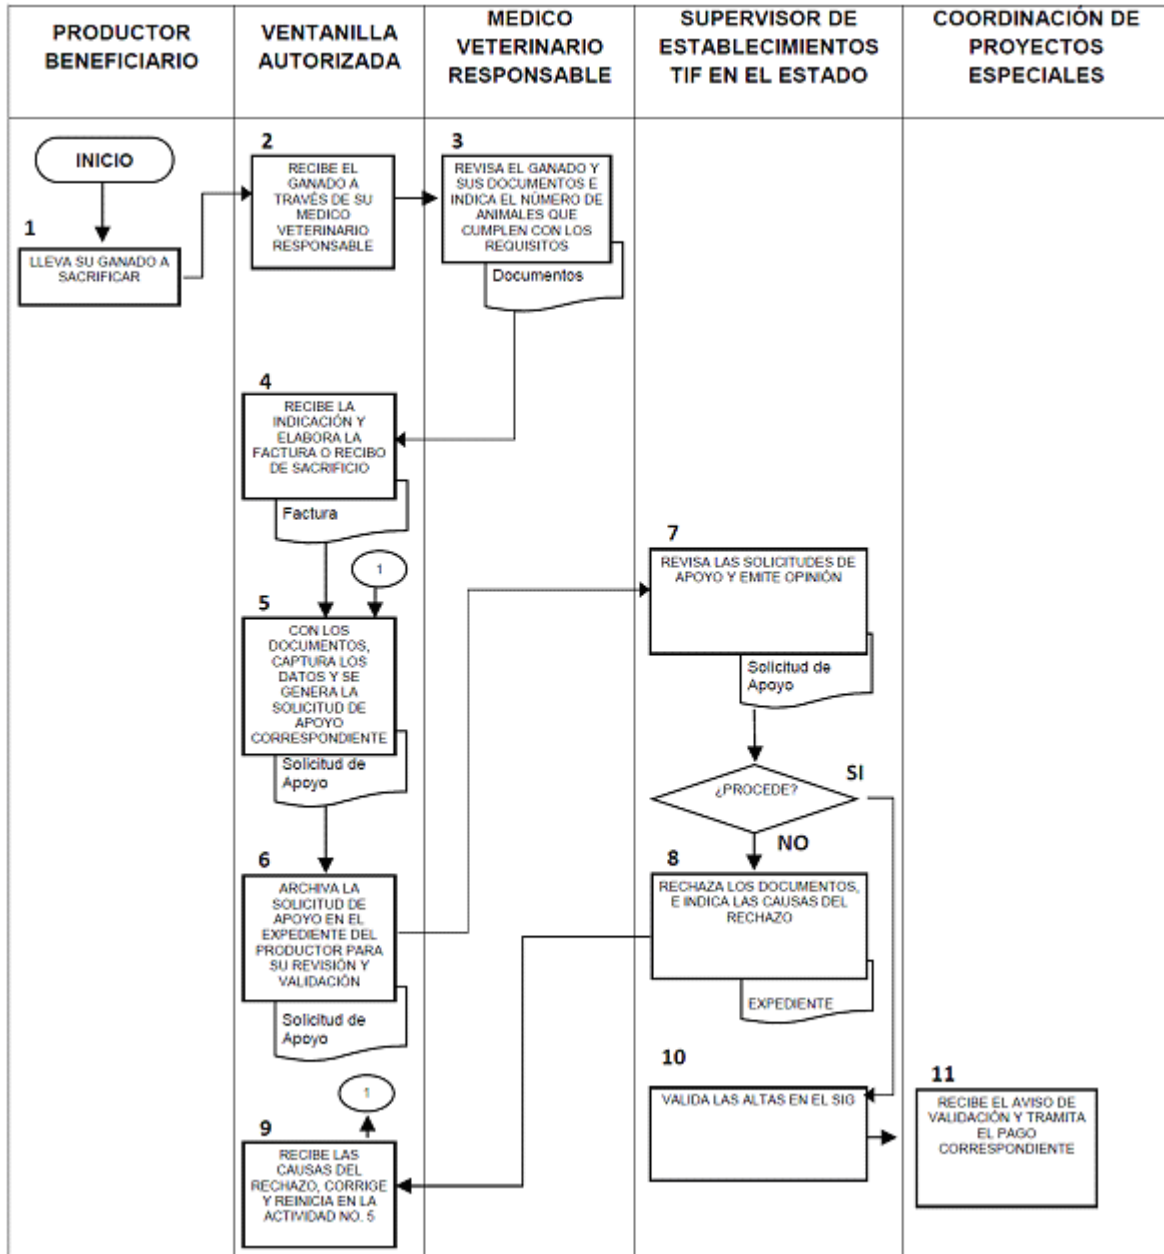 PRODUCTOR
BENEFICIARIO
VENTANILLA
AUTORIZADA
MEDICO
VETERINARIO
RESPONSABLE
SUPERVISOR DE
ESTABLECIMIENTOS
TIF EN EL ESTADO
COORDINACIÓN DE
PROYECTOS
ESPECIALES
INICIO
1
LLEVA SU GANADO A
SACRIFICAR
2
RECIBE EL
GANADO A
TRAVÉS DE SU
MEDICO
VETERINARIO
RESPONSABLE
3
REVISA EL GANADO Y
SUS DOCUMENTOS E
INDICA EL NÚMERO DE
ANIMALES QUE
CUMPLEN CON LOS
REQUISITOS
Documentos
4
RECIBE LA
INDICACIÓN Y
ELABORA LA
FACTURA O RECIBO
DE SACRIFICIO
Factura
1
5
CON LOS
DOCUMENTOS,
CAPTURA LOS
DATOS Y SE
GENERA LA
SOLICITUD DE
APOYO
CORRESPONDIENTE
Solicitud de
Apoyo
6
ARCHIVA LA
SOLICITUD DE
APOYO EN EL
EXPEDIENTE DEL
PRODUCTOR PARA
SU REVISIÓN Y
VALIDACIÓN
Solicitud de
Apoyo
7
REVISA LAS SOLICITUDES DE
APOYO Y EMITE OPINIÓN
Solicitud de
Apoyo
¿PROCEDE?
SI
NO
8
RECHAZA LOS DOCUMENTOS,
E INDICA LAS CAUSAS DEL
RECHAZO
EXPEDIENTE
1
9
RECIBE LAS
CAUSAS DEL
RECHAZO, CORRIGE
Y REINICIA EN LA
ACTIVIDAD NO. 5
10
VALIDA LAS ALTAS EN EL SIG
11
RECIBE EL AVISO DE
VALIDACIÓN Y TRAMITA
EL PAGO
CORRESPONDIENTE